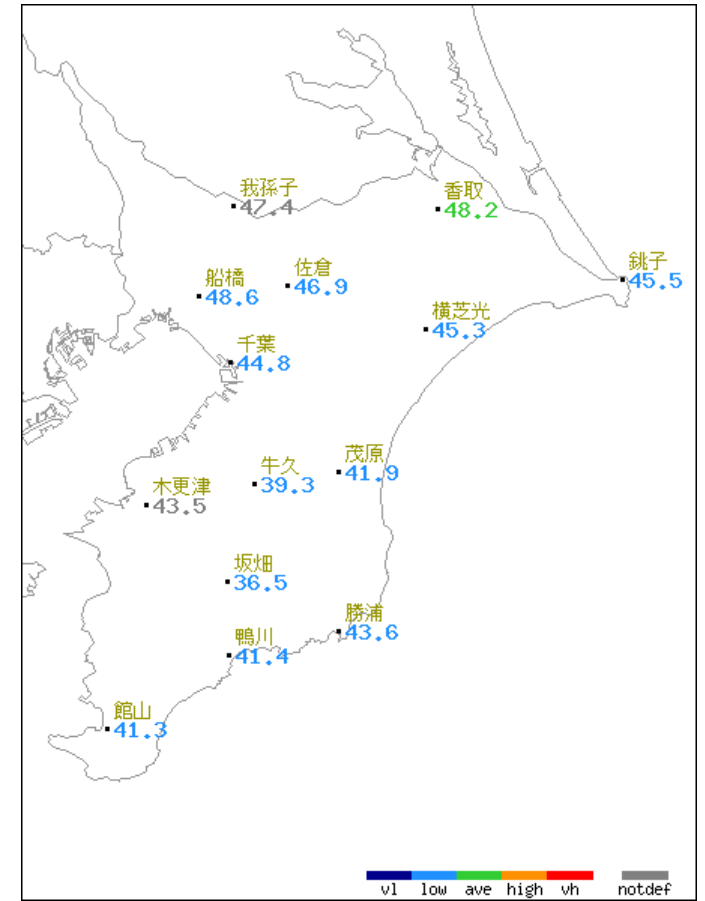 我孫子
47.4
香取
48.2
銚子
45.5
船橋
48.6
佐倉
46.9
横芝光
45.3
千葉
44.8
茂原
41.9
牛久
39.3
木更津
43.5
坂畑
36.5
勝浦
43.6
鴨川
41.4
館山
41.3
vl low ave high vh notdef